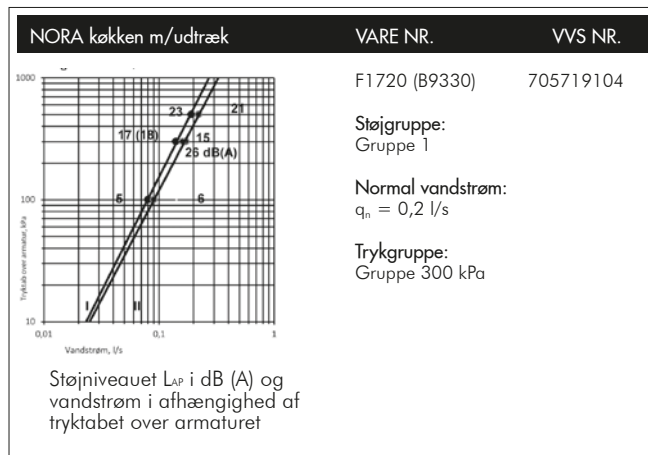 NORA køkken m/udtræk VARE NR. VVS NR.
F1720 (B9330) 705719104
Støjgruppe:
Gruppe 1
Normal vandstrøm:
qn = 0,2 l/s
Trykgruppe:
Gruppe 300 kPa
1000
23 21
17 (18) 15
26 dB(A)
100
5 6
I II
10
0,01 0,1 1
Tryktab over armatur, kPa
Vandstrøm, l/s
Støjniveauet LAP i dB (A) og
vandstrøm i afhængighed af
tryktabet over armaturet